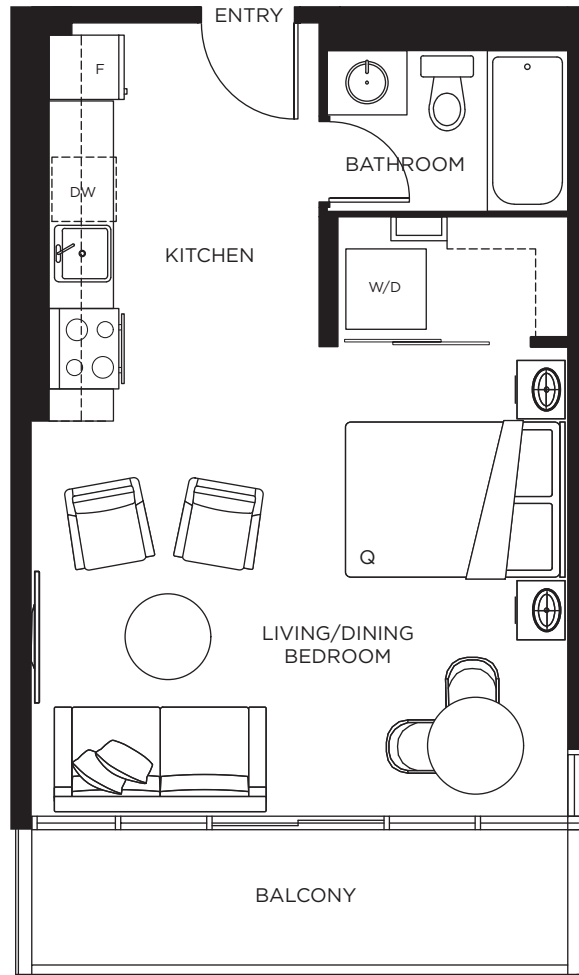 ENTRY
F
BATHROOM
DW
KITCHEN
W/D
Q
LIVING/DINING
BEDROOM
BALCONY